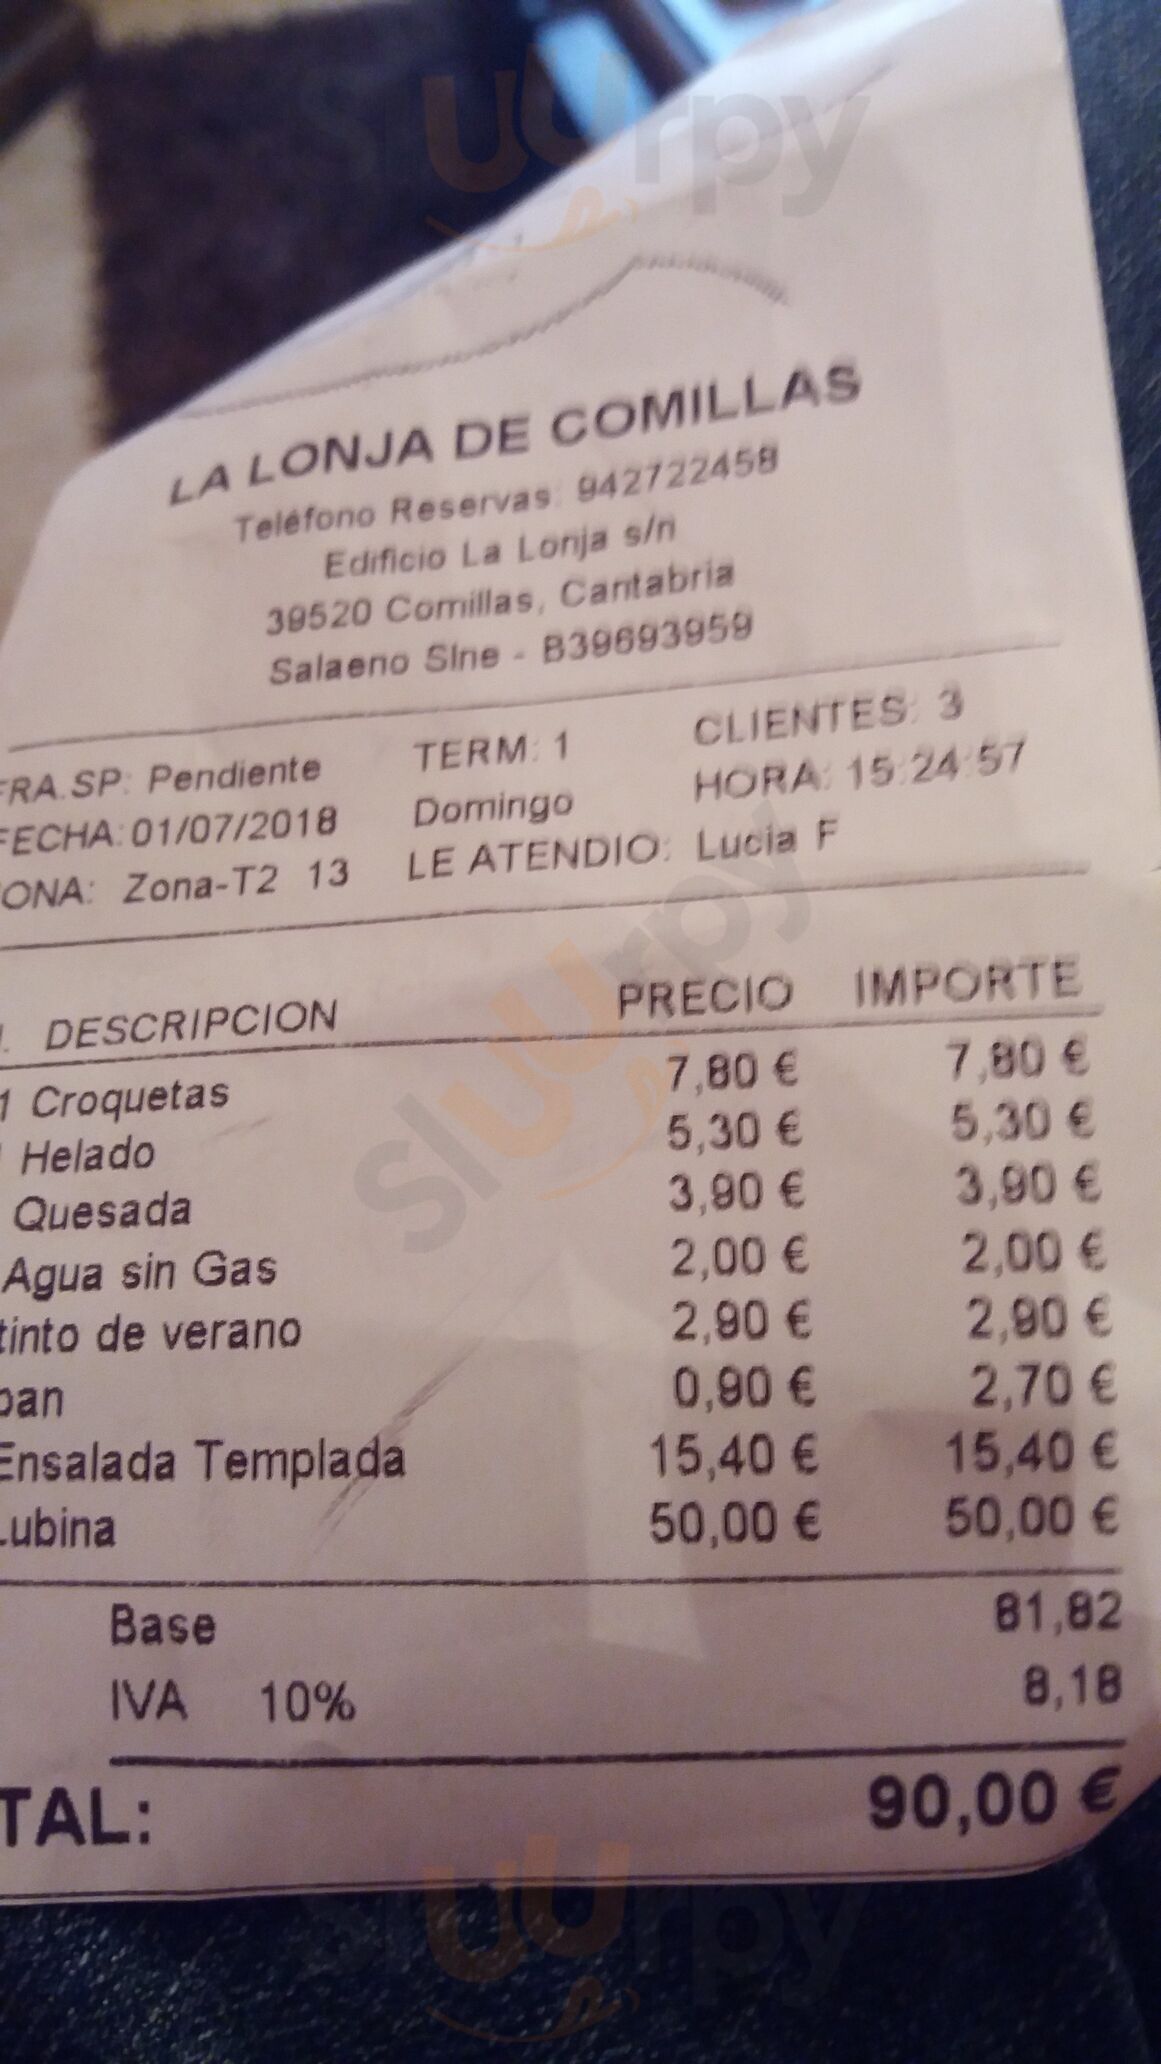 slurpy
LA LONJA DE COMILLAS
Teléfono Reservas: 942722458
Edificio La Lonja s/n
39520 Comillas, Cantabria
Salaeno Slne - B39693959
FRA.SP: Pendiente TERM: 1 CLIENTES: 3
FECHA:01/07/2018 Domingo HORA: 15:24:57
ONA: Zona-T2 13 LE ATENDIO: Lucia F
DESCRIPCION PRECIO IMPORTE
1 Croquetas 7,80 € 7,80 €
Helado 5,30 € 5,30 €
Quesada 3,90 € 3,90 €
Agua sin Gas 2,00 € 2,00 €
tinto de verano 2,90 € 2,90 €
pan 0,90 € 2,70 €
Ensalada Templada 15,40 € 15,40 €
Lubina 50,00 € 50,00 €
Base 81,82
IVA 10% 8,18
TAL: 90,00 €
slurpy
slurpy